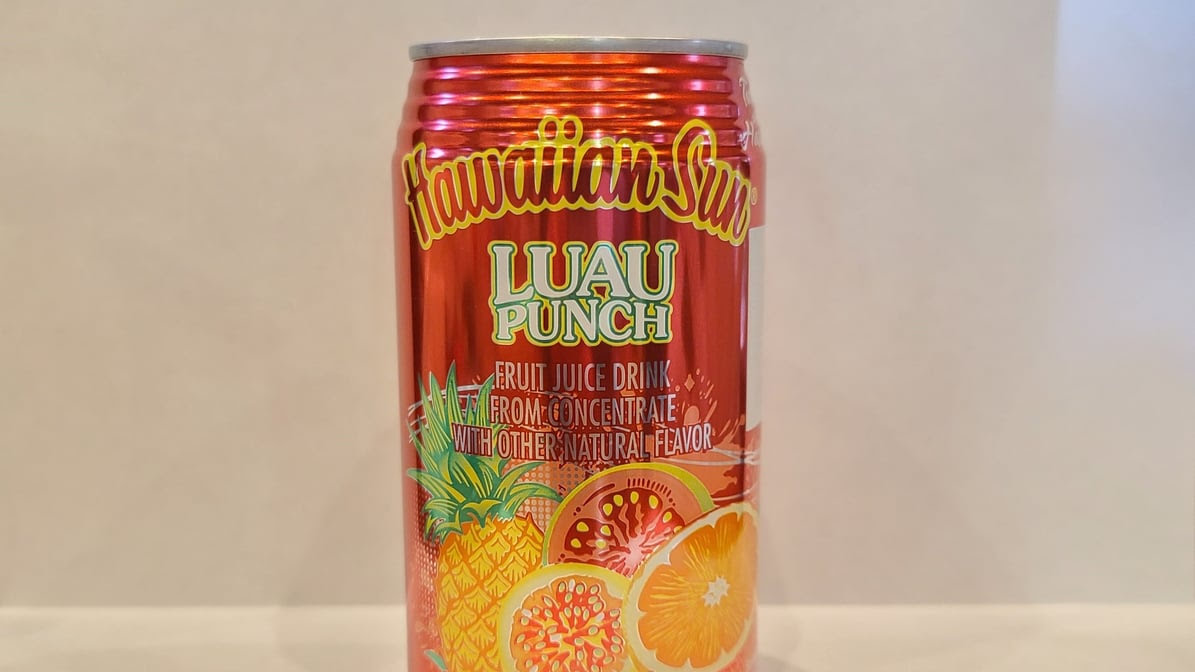 Hawaiian Sun®
LUAU
PUNCH
FRUIT JUICE DRINK
FROM CONCENTRATE
WITH OTHER NATURAL FLAVOR